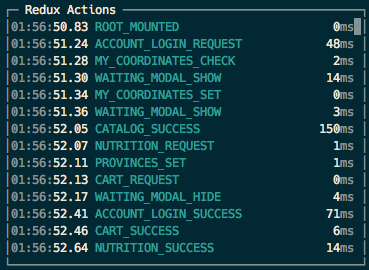 Redux Actions
01:56:50.83 ROOT_MOUNTED 0ms
01:56:51.24 ACCOUNT_LOGIN_REQUEST 48ms
01:56:51.28 MY_COORDINATES_CHECK 2ms
01:56:51.30 WAITING_MODAL_SHOW 14ms
01:56:51.34 MY_COORDINATES_SET 0ms
01:56:51.36 WAITING_MODAL_SHOW 3ms
01:56:52.05 CATALOG_SUCCESS 150ms
01:56:52.07 NUTRITION_REQUEST 1ms
01:56:52.11 PROVINCES_SET 1ms
01:56:52.13 CART_REQUEST 0ms
01:56:52.17 WAITING_MODAL_HIDE 4ms
01:56:52.41 ACCOUNT_LOGIN_SUCCESS 71ms
01:56:52.46 CART_SUCCESS 6ms
01:56:52.64 NUTRITION_SUCCESS 14ms